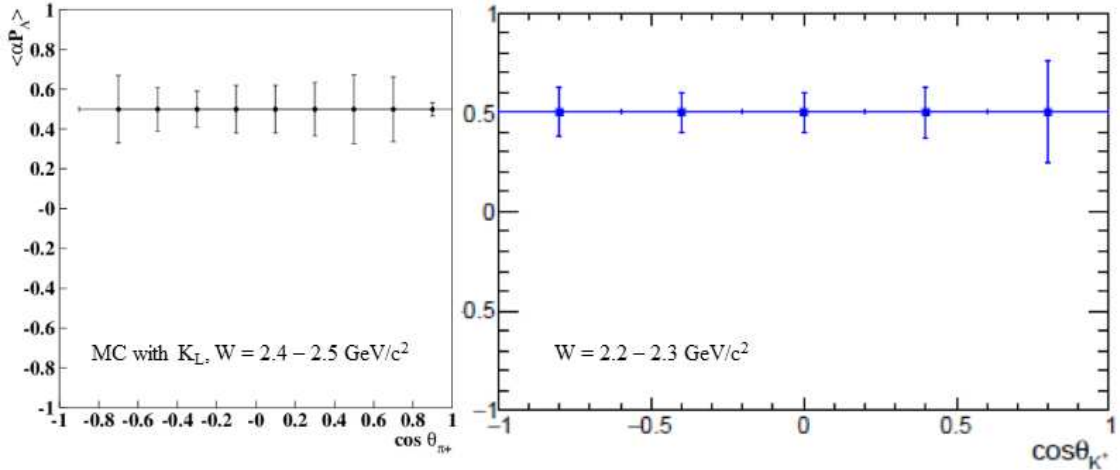 <αP_Λ>
1
0.8
0.6
0.4
0.2
-0
-0.2
-0.4
-0.6
-0.8
-1
MC with K_L, W = 2.4 – 2.5 GeV/c²
-1 -0.8 -0.6 -0.4 -0.2 -0 0.2 0.4 0.6 0.8 1
cos θ_π+
1
0.5
0
0.5
−1
W = 2.2 – 2.3 GeV/c²
−1 −0.5 0 0.5 1
cosθ_K⁺